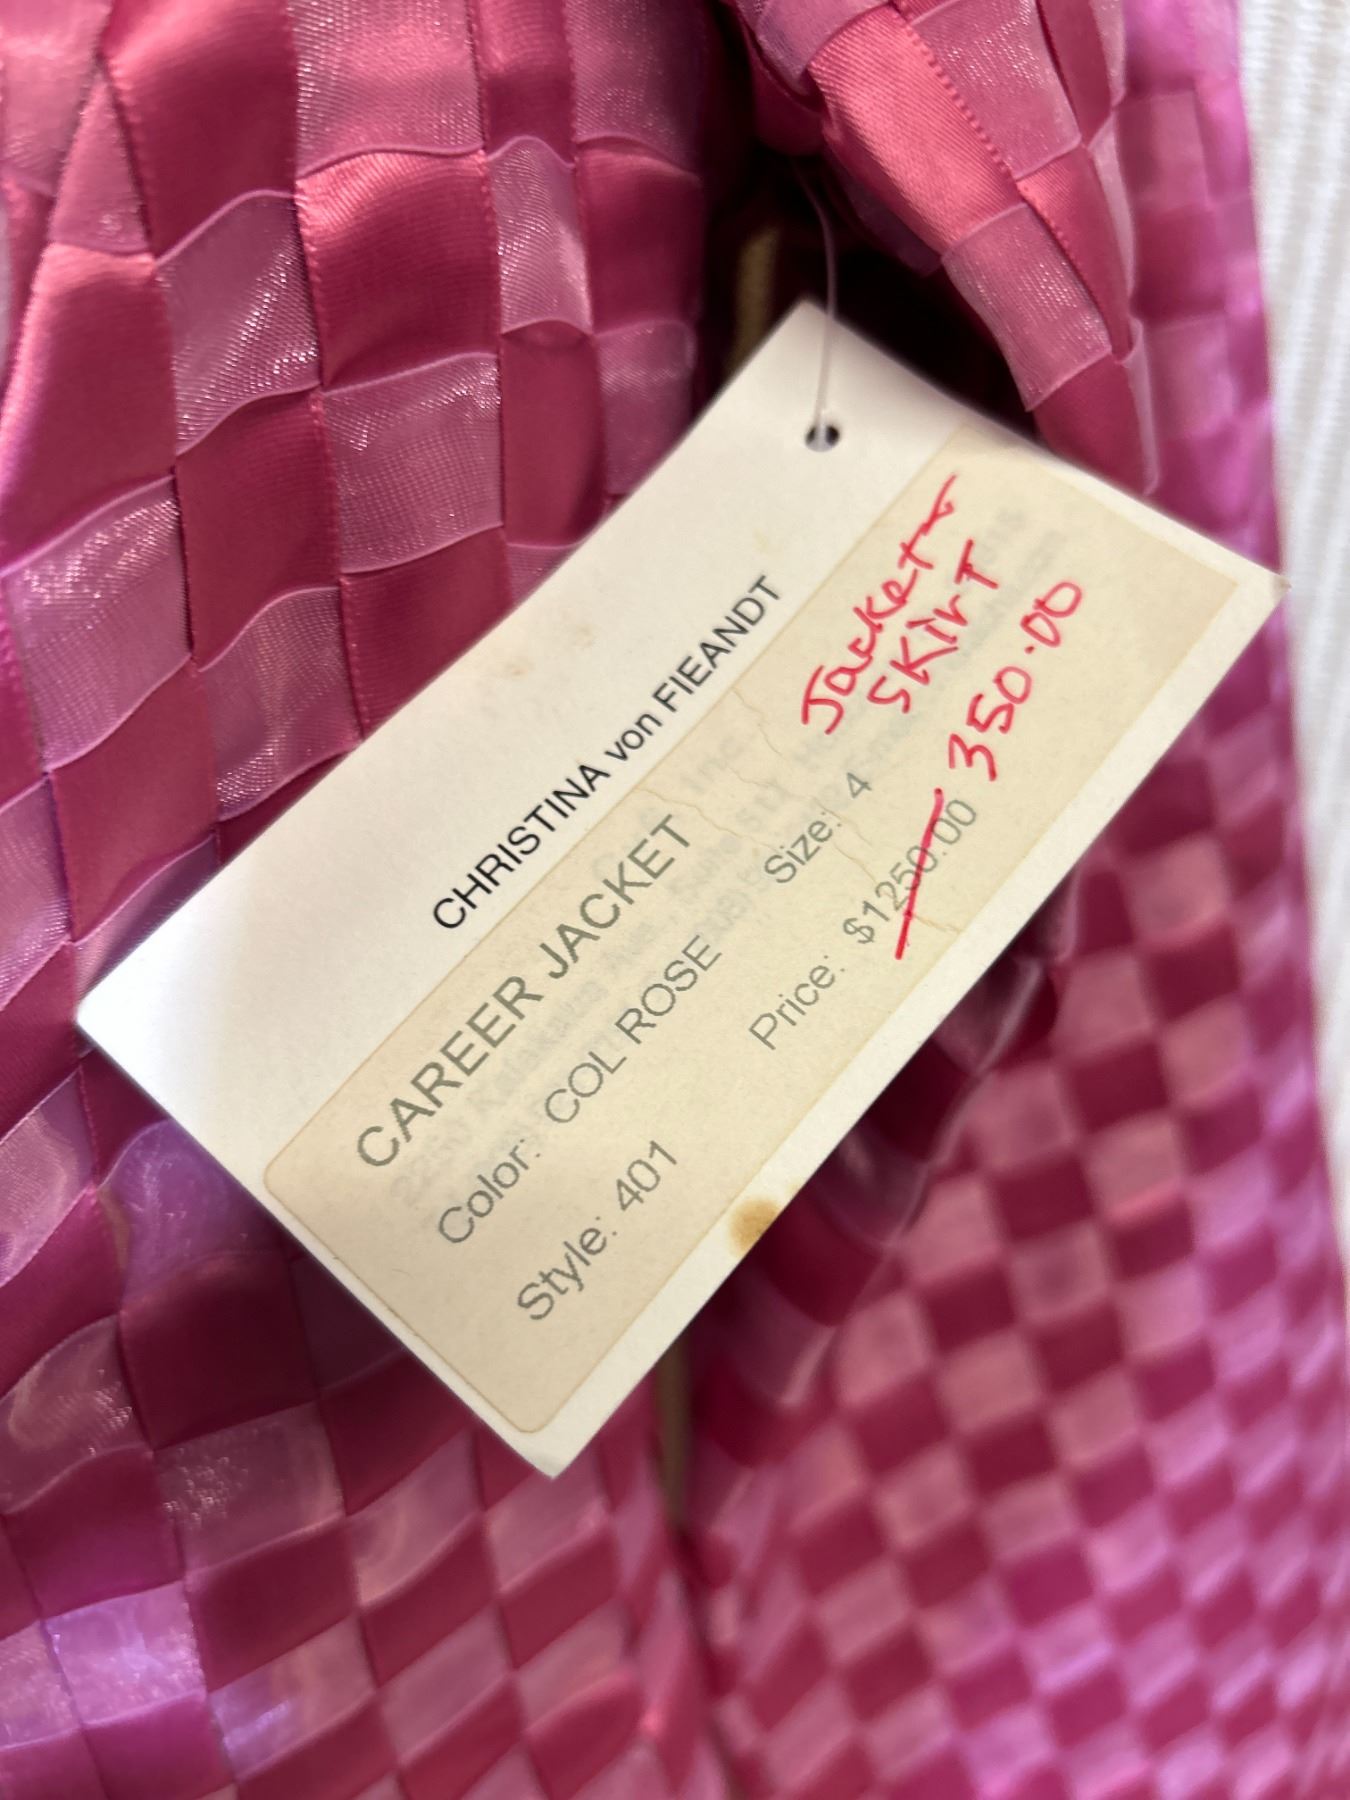 CHRISTINA von FIEANDT
CAREER JACKET
Color: COL ROSE
Size: 4
Style: 401
Price: $1250.00
Jacket
SKirT
350.00